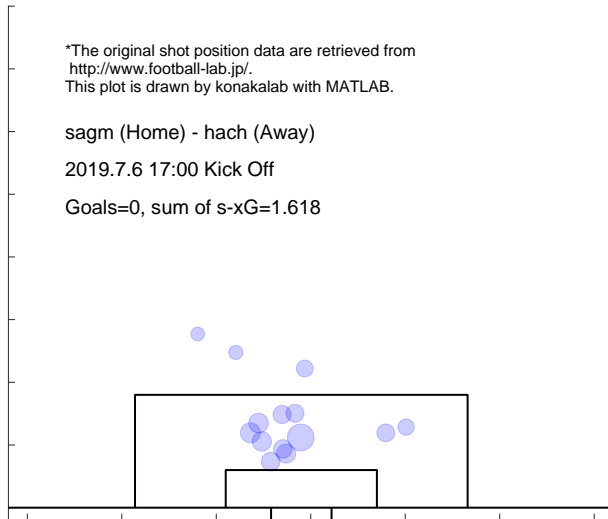 *The original shot position data are retrieved from
http://www.football-lab.jp/.
This plot is drawn by konakalab with MATLAB.
sagm (Home) - hach (Away)
2019.7.6 17:00 Kick Off
Goals=0, sum of s-xG=1.618